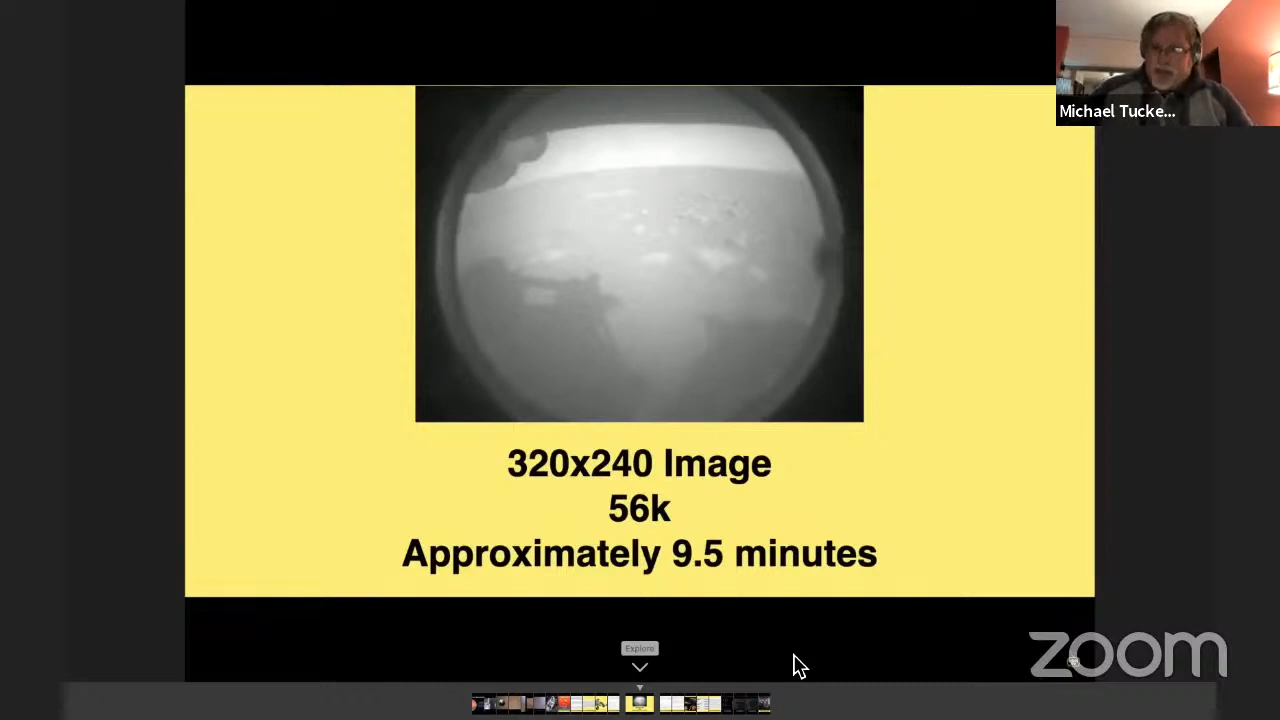 Michael Tucke...
320x240 Image
56k
Approximately 9.5 minutes
Explore
zoom